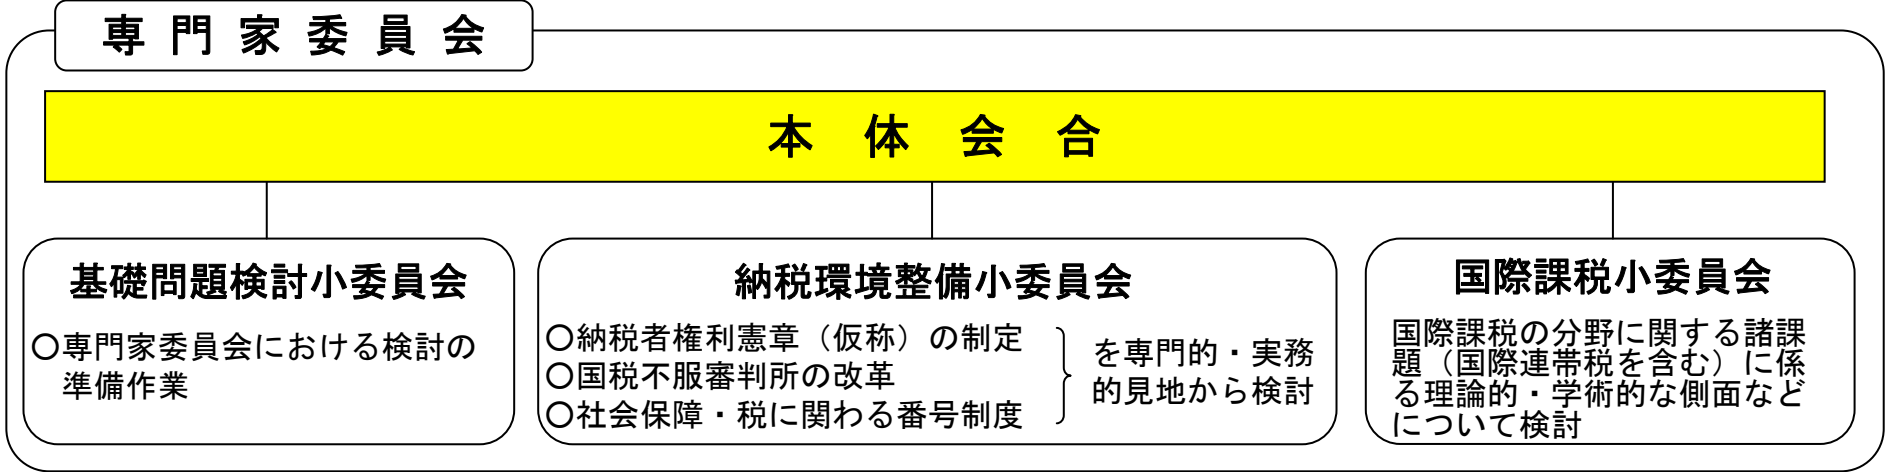 専門家委員会
本体会合
基礎問題検討小委員会
〇専門家委員会における検討の
準備作業
納税環境整備小委員会
〇納税者権利憲章（仮称）の制定
〇国税不服審判所の改革
〇社会保障・税に関わる番号制度
を専門的・実務
的見地から検討
国際課税小委員会
国際課税の分野に関する諸課
題（国際連帯税を含む）に係
る理論的・学術的な側面など
について検討